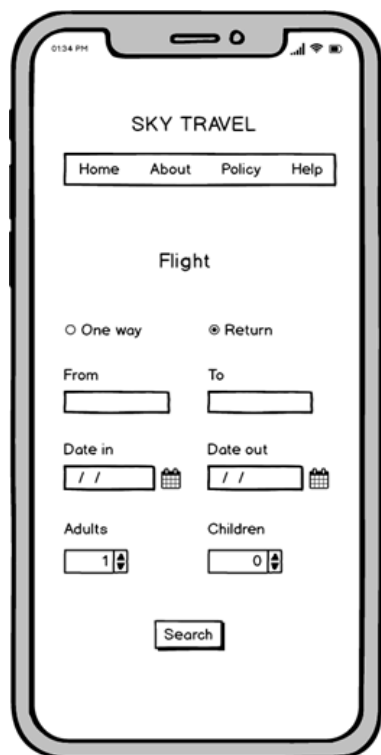 01:34 PM
SKY TRAVEL
Home About Policy Help
Flight
One way Return
From To
Date in Date out
/ / / /
Adults Children
1 0
Search